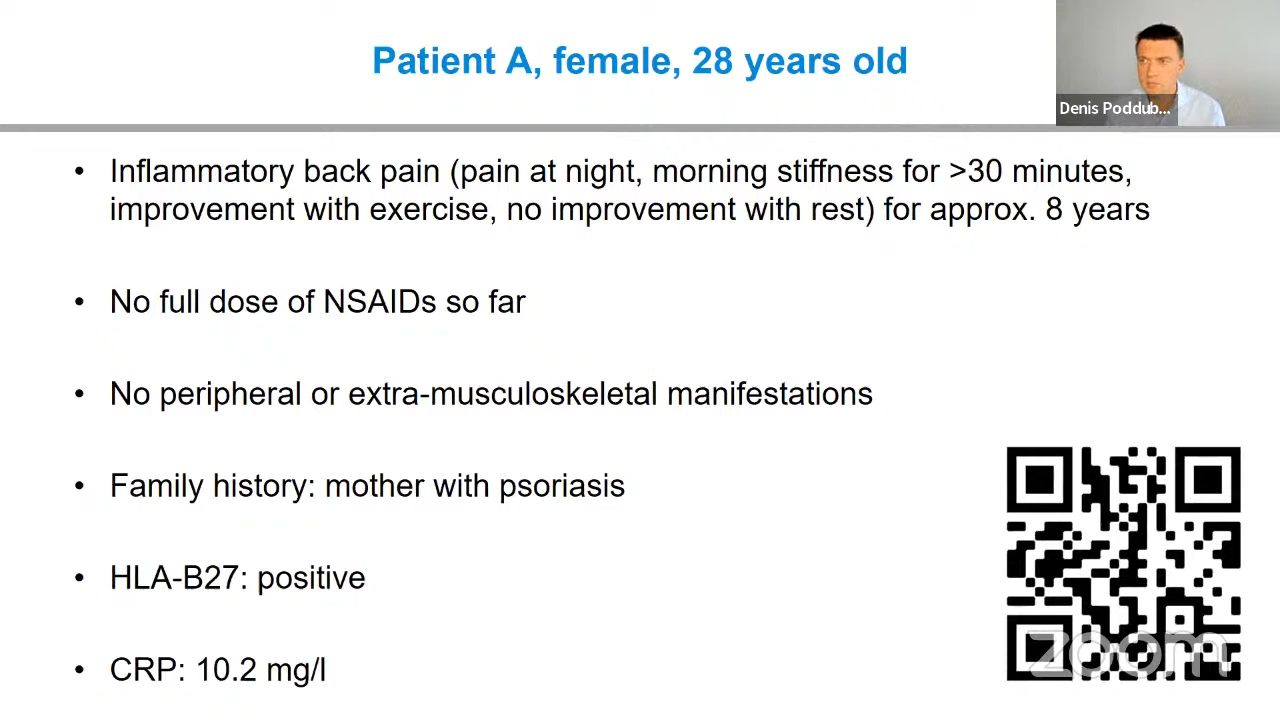 Patient A, female, 28 years old
Denis Poddub...
• Inflammatory back pain (pain at night, morning stiffness for >30 minutes,
improvement with exercise, no improvement with rest) for approx. 8 years
• No full dose of NSAIDs so far
• No peripheral or extra-musculoskeletal manifestations
• Family history: mother with psoriasis
• HLA-B27: positive
• CRP: 10.2 mg/l
zoom